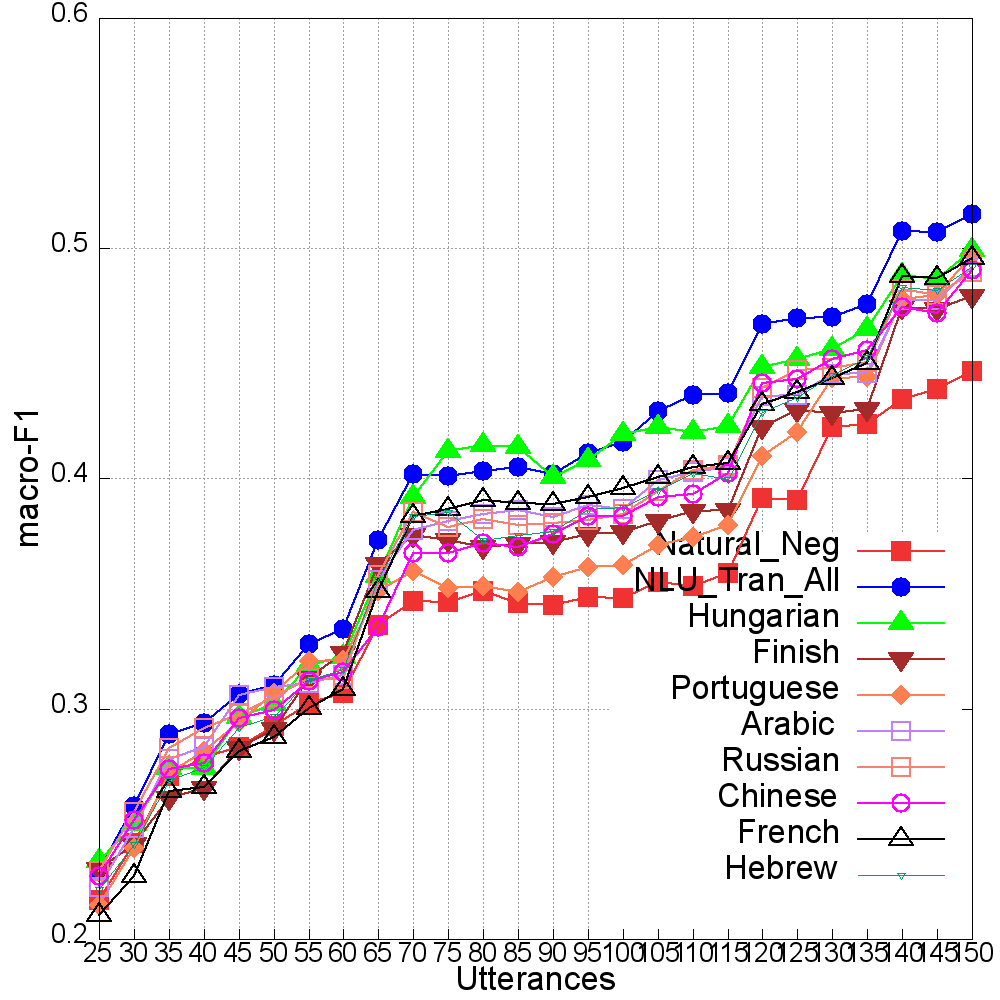 0.6
0.5
0.4
0.3
0.2
macro-F1
Natural_Neg
NLU_Tran_All
Hungarian
Finish
Portuguese
Arabic
Russian
Chinese
French
Hebrew
25 30 35 40 45 50 55 60 65 70 75 80 85 90 95 100 105 110 115 120 125 130 135 140 145 150
Utterances